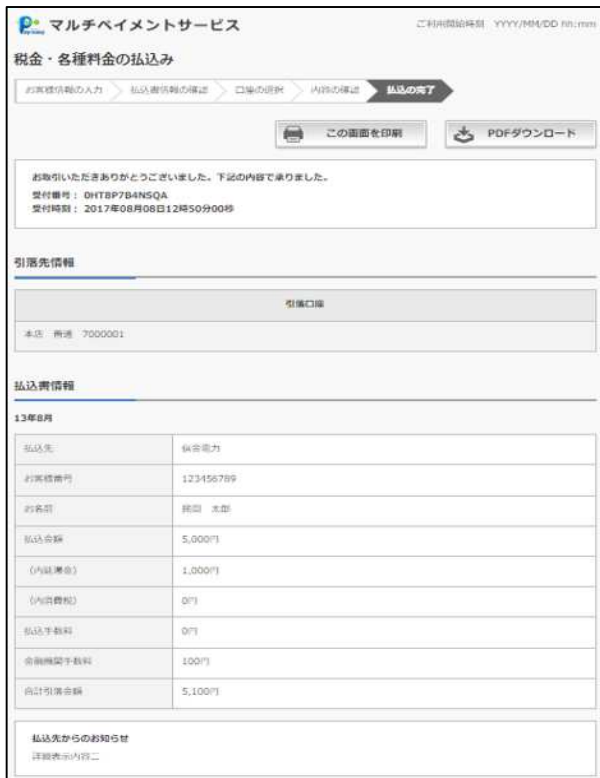 Pay-easy マルチペイメントサービス
ご利用開始時刻 YYYY/MM/DD hh:mm
税金・各種料金の払込み
お客様情報の入力 払込書情報の確認 口座の選択 内容の確認 払込の完了
この画面を印刷 PDFダウンロード
お取引いただきありがとうございました。下記の内容で承りました。
受付番号： 0HT8P7B4NSQA
受付時刻： 2017年08月08日12時50分00秒
引落先情報
引落口座
本店 普通 7000001
払込書情報
13年8月
払込先 仙台電力
お客様番号 123456789
お名前 太郎
払込金額 5,000円
（内延滞金） 1,000円
（内消費税） 0円
払込手数料 0円
金融機関手数料 100円
合計引落金額 5,100円
払込先からのお知らせ
詳細表示内容二